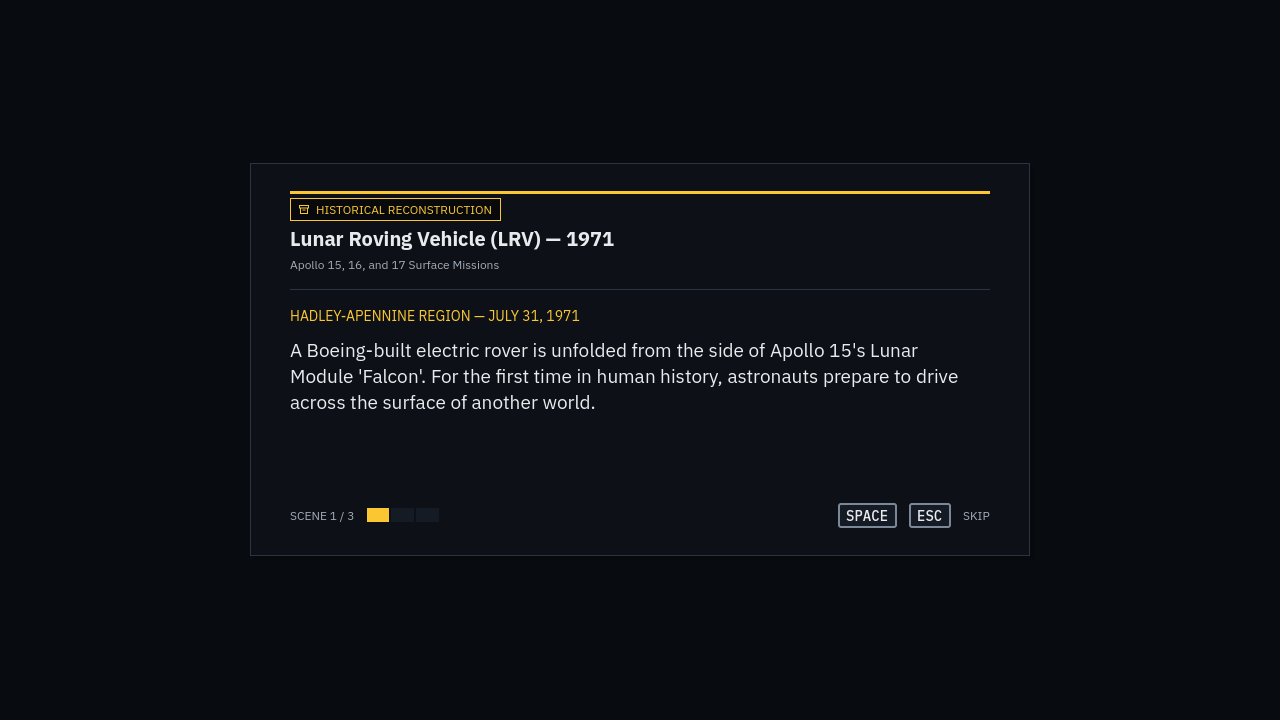 HISTORICAL RECONSTRUCTION
Lunar Roving Vehicle (LRV) — 1971
Apollo 15, 16, and 17 Surface Missions
HADLEY-APENNINE REGION — JULY 31, 1971
A Boeing-built electric rover is unfolded from the side of Apollo 15's Lunar
Module 'Falcon'. For the first time in human history, astronauts prepare to drive
across the surface of another world.
SCENE 1 / 3 SPACE ESC SKIP